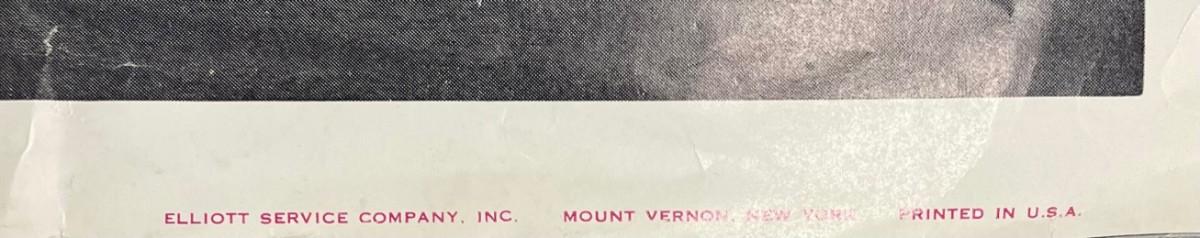 ELLIOTT SERVICE COMPANY, INC. MOUNT VERNON, NEW YORK PRINTED IN U.S.A.